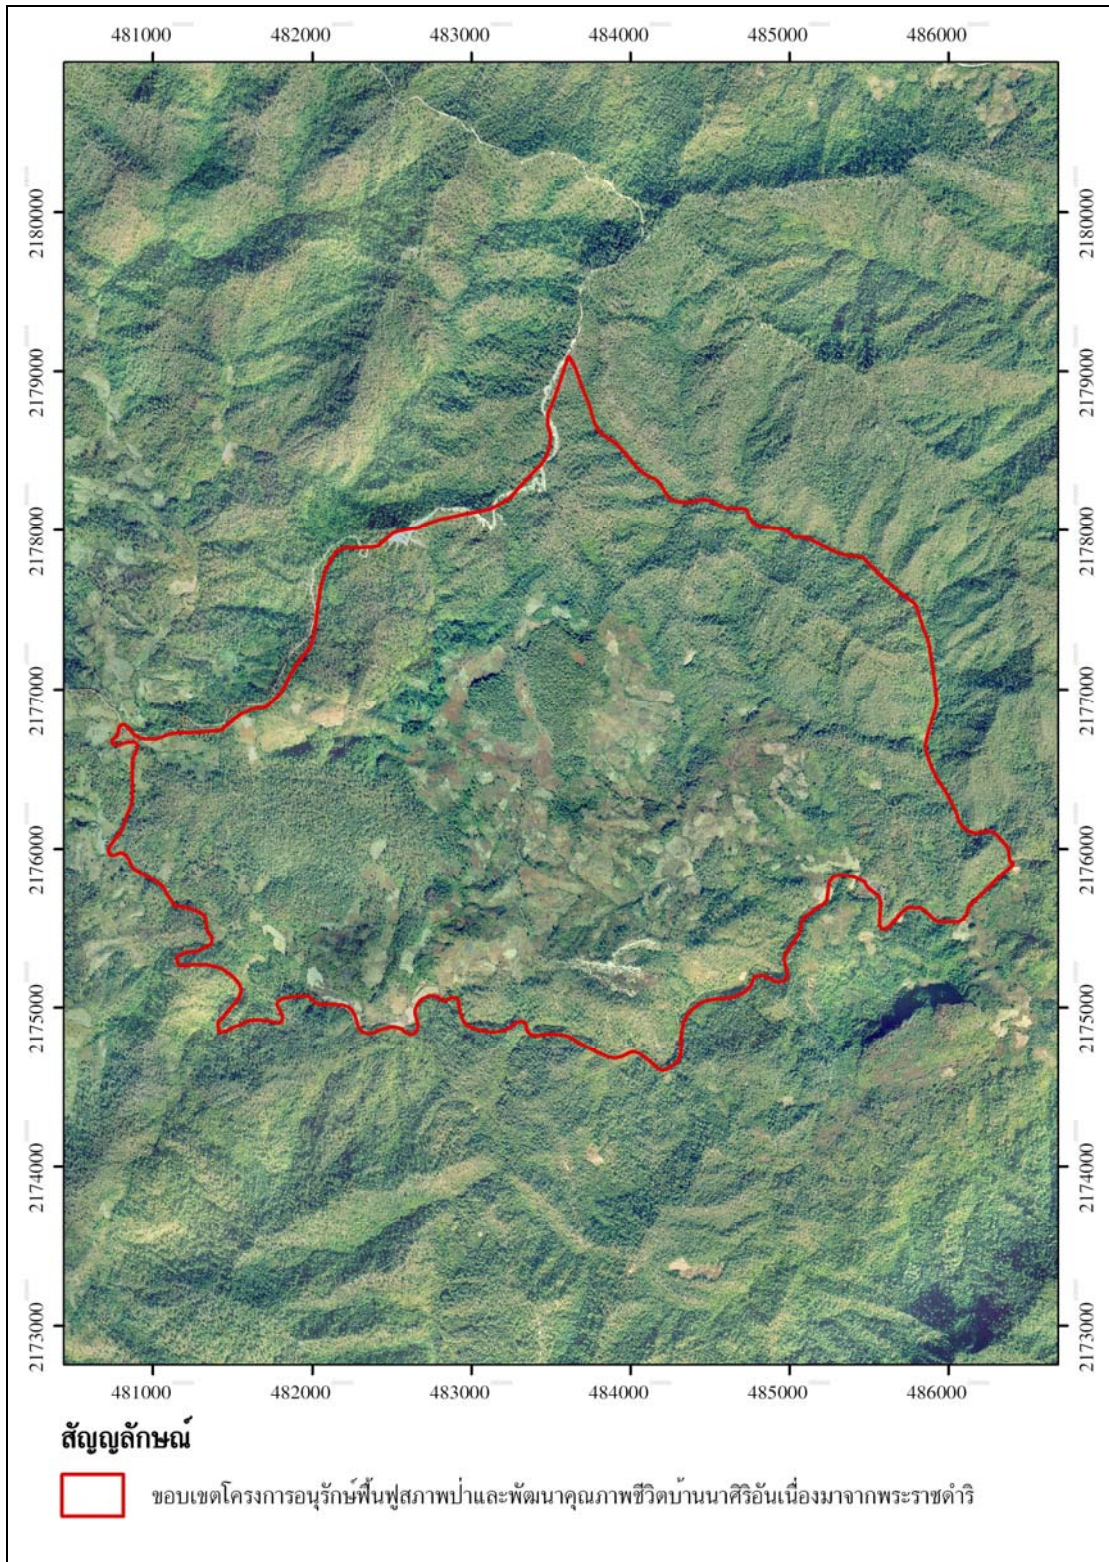 481000 482000 483000 484000 485000 486000
2180000 2180000
2179000 2179000
2178000 2178000
2177000 2177000
2176000 2176000
2175000 2175000
2174000 2174000
2173000 2173000
481000 482000 483000 484000 485000 486000
สัญญลักษณ์
ขอบเขตโครงการอนุรักษ์ฟื้นฟูสภาพป่าและพัฒนาคุณภาพชีวิตบ้านนาศิริอันเนื่องมาจากพระราชดำริ